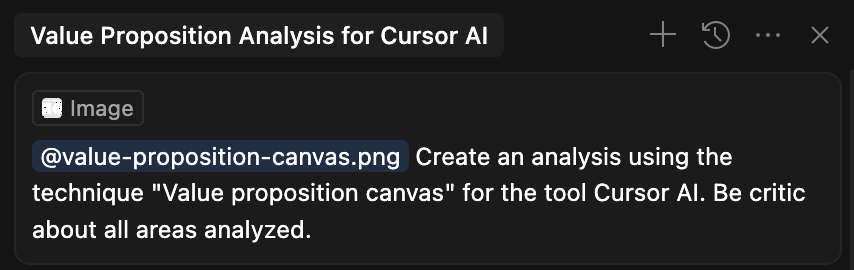 Value Proposition Analysis for Cursor AI
Image
@value-proposition-canvas.png Create an analysis using the
technique "Value proposition canvas" for the tool Cursor AI. Be critic
about all areas analyzed.